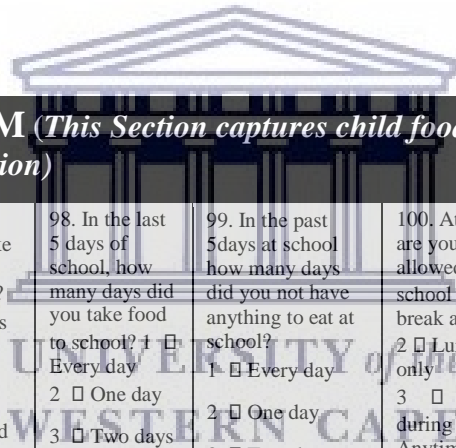 M (This Section captures child food
ion)
98. In the last
5 days of
school, how
many days did
you take food
to school? 1 □
Every day
2 □ One day
3 □ Two days
99. In the past
5days at school
how many days
did you not have
anything to eat at
school?
1 □ Every day
2 □ One day
100. At
are you
allowed
school
break a
2 □ Lu
only
3 □
during
Anytim
UNIVERSITY of the
WESTERN CAPE